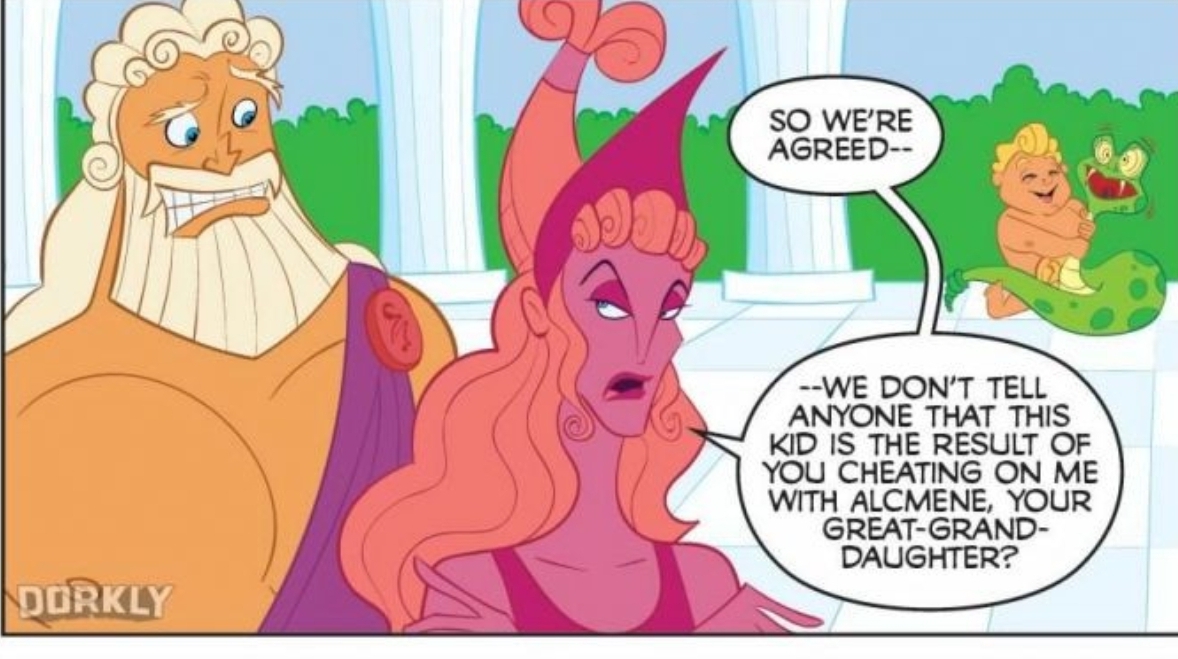 SO WE'RE
AGREED--
--WE DON'T TELL
ANYONE THAT THIS
KID IS THE RESULT OF
YOU CHEATING ON ME
WITH ALCMENE, YOUR
GREAT-GRAND-
DAUGHTER?
DORKLY